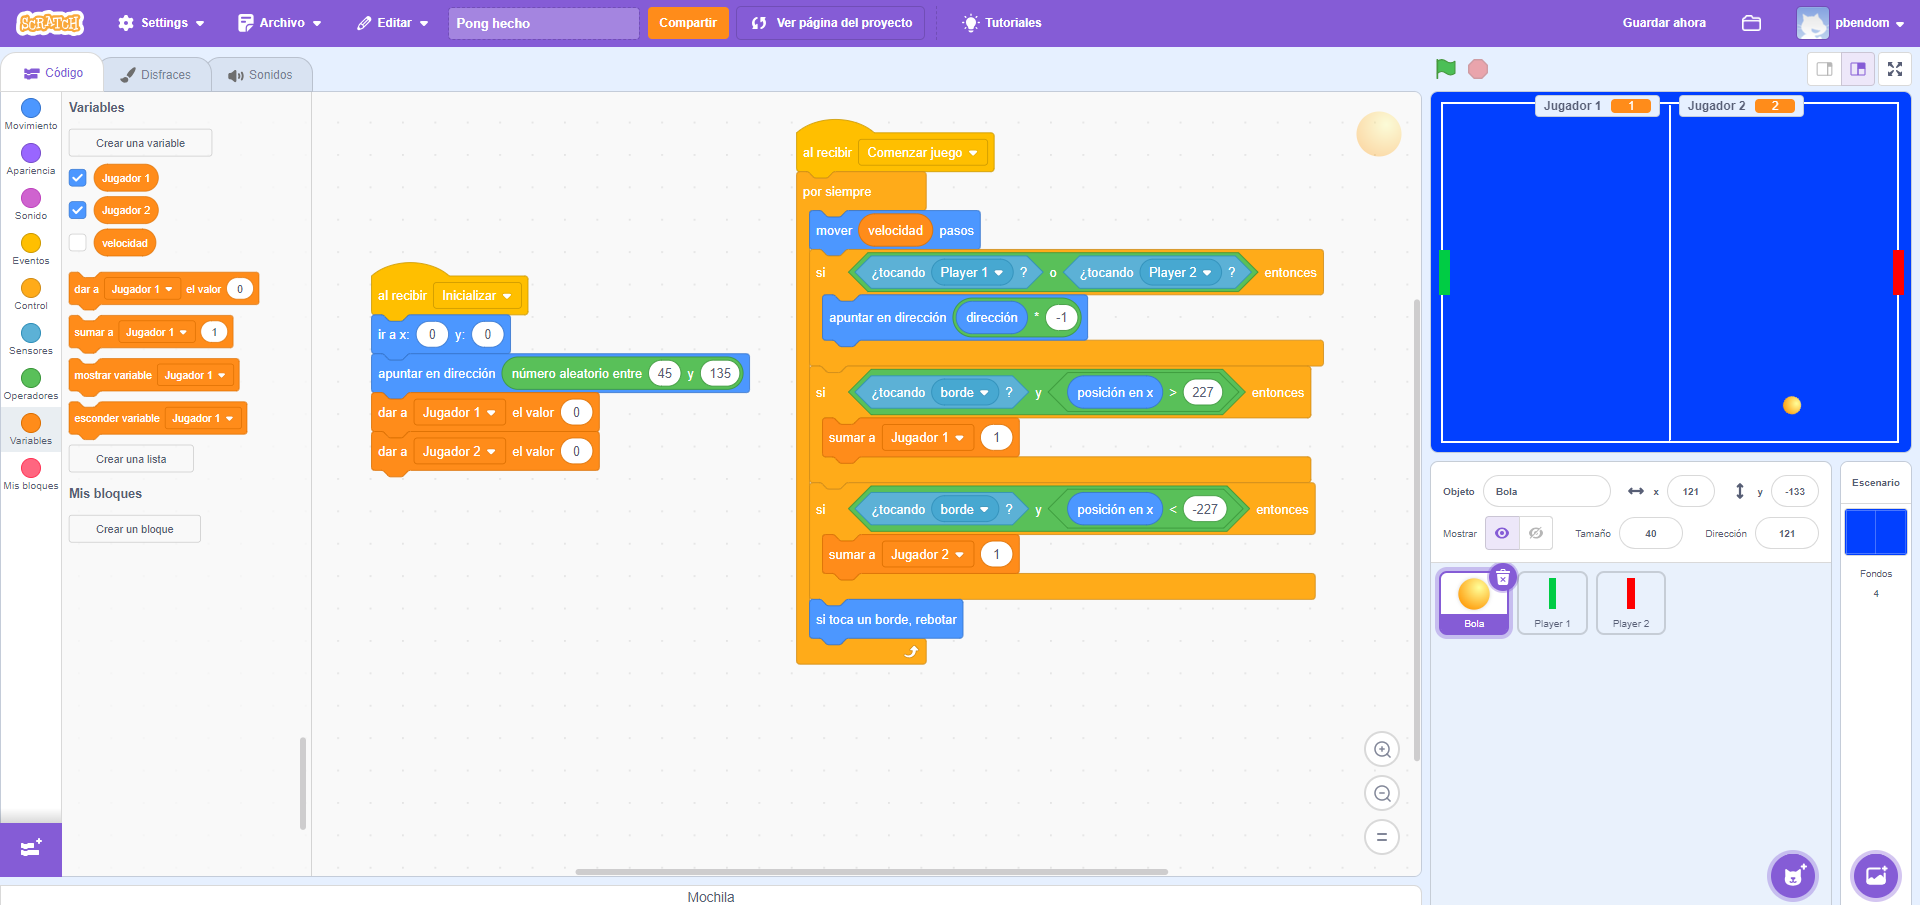 SCRATCH
Settings
Archivo
Editar
Pong hecho
Compartir
Ver página del proyecto
Tutoriales
Guardar ahora
pbendom
Código
Disfraces
Sonidos
Movimiento
Apariencia
Sonido
Eventos
Control
Sensores
Operadores
Variables
Mis bloques
Variables
Crear una variable
Jugador 1
Jugador 2
velocidad
dar a Jugador 1 el valor 0
sumar a Jugador 1 1
mostrar variable Jugador 1
esconder variable Jugador 1
Crear una lista
Mis bloques
Crear un bloque
al recibir Inicializar
ir a x: 0 y: 0
apuntar en dirección número aleatorio entre 45 y 135
dar a Jugador 1 el valor 0
dar a Jugador 2 el valor 0
al recibir Comenzar juego
por siempre
mover velocidad pasos
si ¿tocando Player 1 ? o ¿tocando Player 2 ? entonces
apuntar en dirección dirección * -1
si ¿tocando borde ? y posición en x > 227 entonces
sumar a Jugador 1 1
si ¿tocando borde ? y posición en x < -227 entonces
sumar a Jugador 2 1
si toca un borde, rebotar
Mochila
Jugador 1 1
Jugador 2 2
Objeto Bola x 121 y -133
Mostrar Tamaño 40 Dirección 121
Bola
Player 1
Player 2
Escenario
Fondos
4